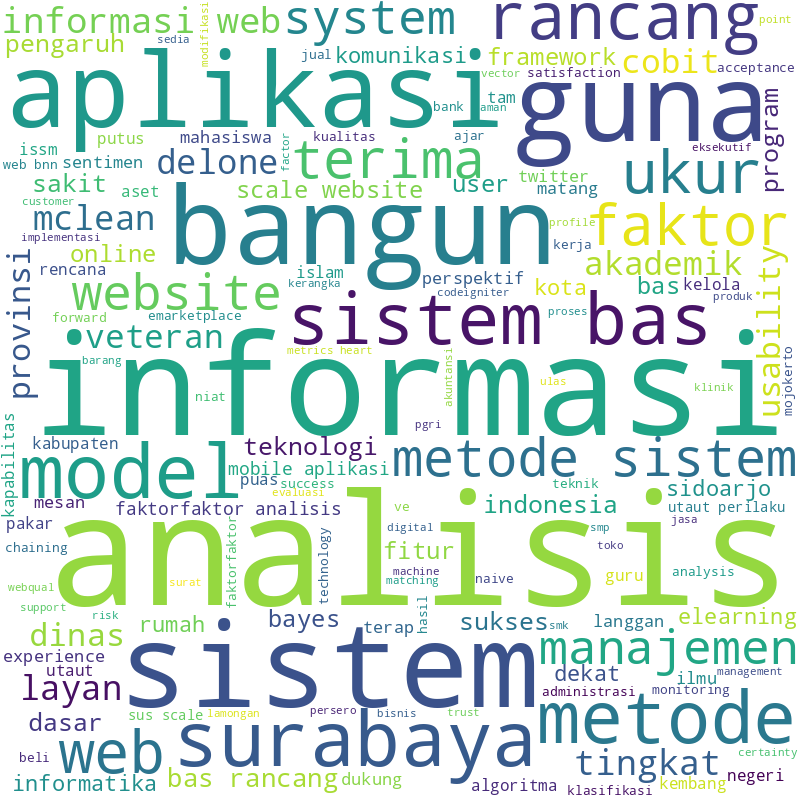 informasi web
system
rancang
point
pengaruh
sedia
modifikasi
jual
komunikasi
framework
cobit
aplikasi
vector
satisfaction
acceptance
guna
bank
aman
tam
program
issm
putus
mahasiswa
kualitas
factor
ajar
eksekutif
web bnn
sentimen
delone
terima
twitter
matang
ukur
sakit
aset
scale website
user
customer
mclean
bangun
profile
faktor
implementasi
online
islam
perspektif
kerja
akademik
rencana
kerangka
codeigniter
kota
bas
kelola
produk
provinsi
website
forward
emarketplace
sistem bas
proses
usability
veteran
metrics heart
akuntansi
mojokerto
barang
informasi
niat
ulas
klinik
pgri
kapabilitas
kabupaten
teknologi
model
mobile aplikasi
metode sistem
puas
success
teknik
sidoarjo
mesan
evaluasi
indonesia
utaut perilaku
faktorfaktor analisis
ve
pakar
analisis
digital
smp
jasa
chaining
faktorfaktor
technology
fitur
toko
machine
matching
naive
guru
analysis
webqual
surat
support
risk
hasil
dinas
rumah
bayes
terap
sukses
smk
langgan
elearning
experience
utaut
sistem
manajemen
layan
dekat
ilmu
management
administrasi
monitoring
sus scale
lamongan
persero
bisnis
trust
metode
dasar
surabaya
web
beli
tingkat
certainty
informatika
bas rancang
dukung
algoritma
klasifikasi
kembang
negeri